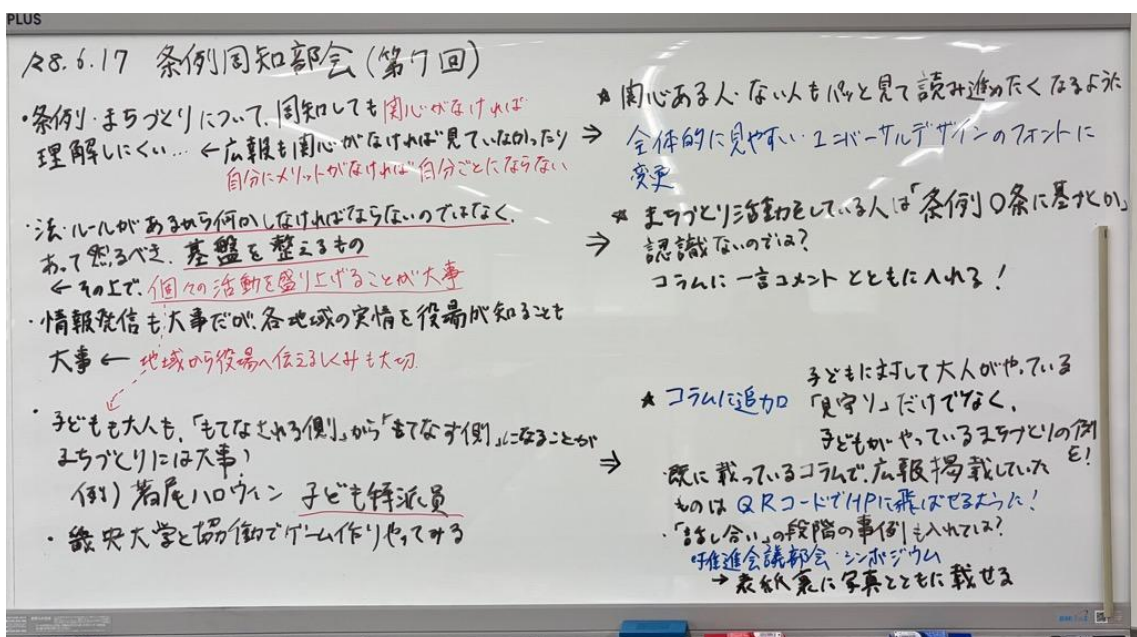 PLUS
R8.6.17 条例周知部会(第7回)
・条例・まちづくりについて、周知しても関心がなければ
理解しにくい… ← 広報も関心がなければ見ていなかったり
自分にメリットがなければ自分ごとにならない
・法・ルールがあるから何かしなければならないのではなく、
あって然るべき、基盤を整えるもの
← その上で、個々の活動を盛り上げることが大事
・情報発信も大事だが、各地域の実情を役場が知ることも
大事 ← 地域から役場へ伝えるしくみも大切
・子どもも大人も、「もてなされる側」から「もてなす側」になることが
まちづくりには大事!
例) 若尾ハロウィン 子ども特派員
・畿央大学と協働でゲーム作りやってみる
★ 関心ある人・ない人もパッと見て読み進めたくなるように
⇒ 全体的に見やすい・ユニバーサルデザインのフォントに
変更
★ まちづくり活動をしている人は「条例〇条に基づくか」
⇒ 認識ないのでは?
コラムに一言コメントとともに入れる!
★ コラムに追加 子どもに対して大人がやっている
「見守り」だけでなく、
子どもがやっているまちづくりの例
を!
⇒ ・既に載っているコラムで、広報掲載していた
ものはQRコードでHPに飛ばせるように!
・「話し合い」の段階の事例も入れては?
推進会議部会・シンポジウム
→ 表紙裏に写真とともに載せる